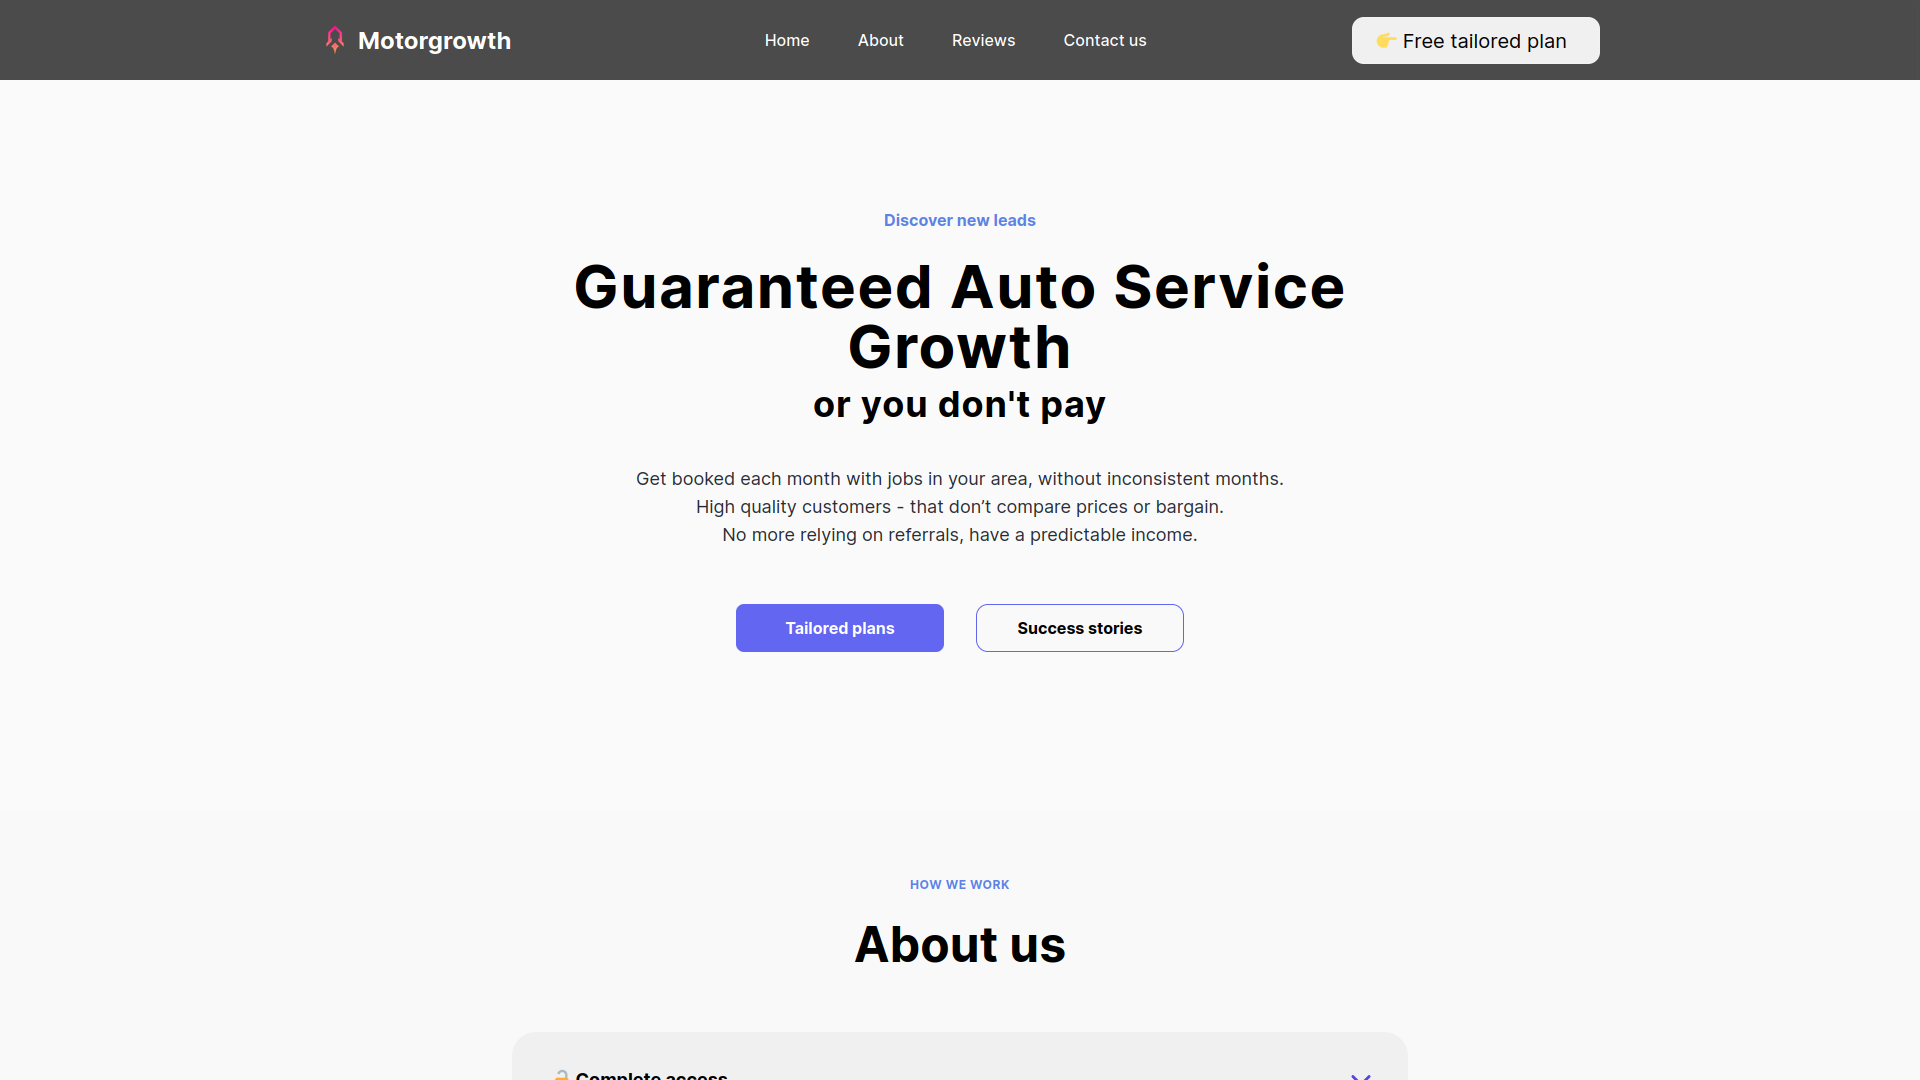 Motorgrowth
Home
About
Reviews
Contact us
👉 Free tailored plan
Discover new leads
Guaranteed Auto Service
Growth
or you don't pay
Get booked each month with jobs in your area, without inconsistent months.
High quality customers - that don’t compare prices or bargain.
No more relying on referrals, have a predictable income.
Tailored plans
Success stories
HOW WE WORK
About us
🔓 Complete access